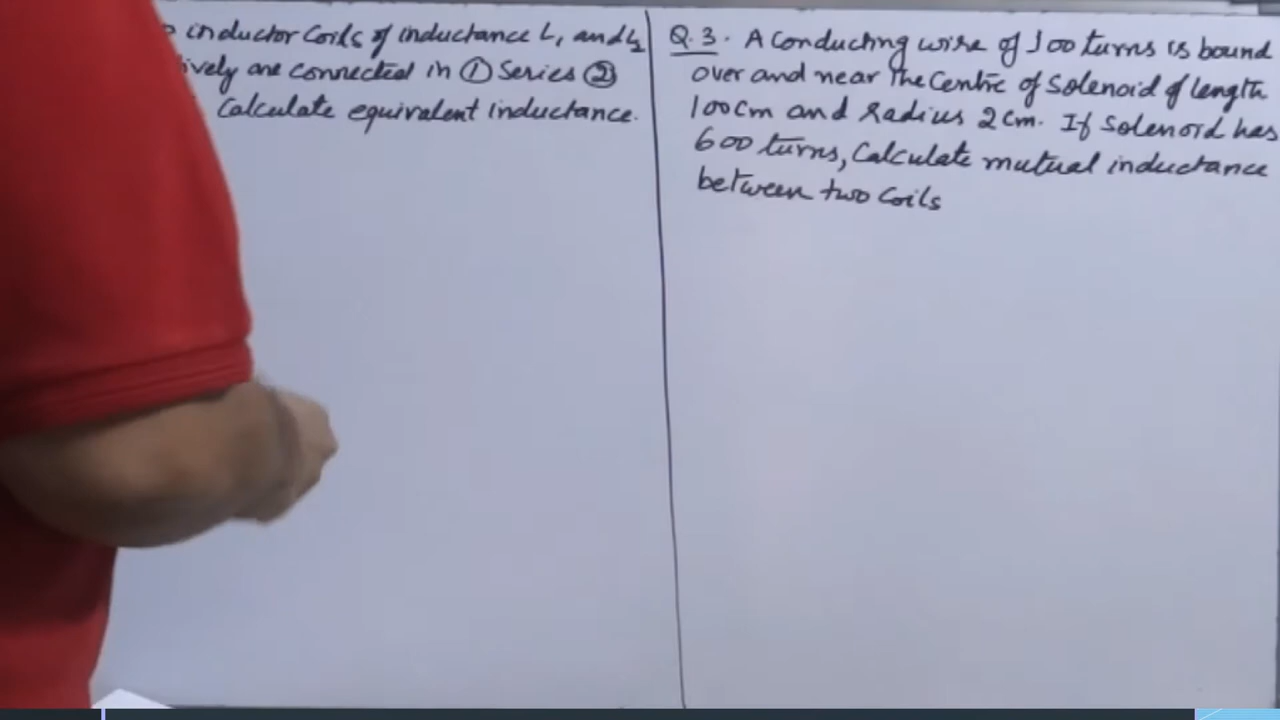 inductor Coils of inductance L1 and L2
ively are connected in ① Series ②
Calculate equivalent inductance.
Q.3. A Conducting wire of 100 turns is bound
over and near the Centre of Solenoid of length
100cm and radius 2cm. If Solenoid has
600 turns, Calculate mutual inductance
between two Coils